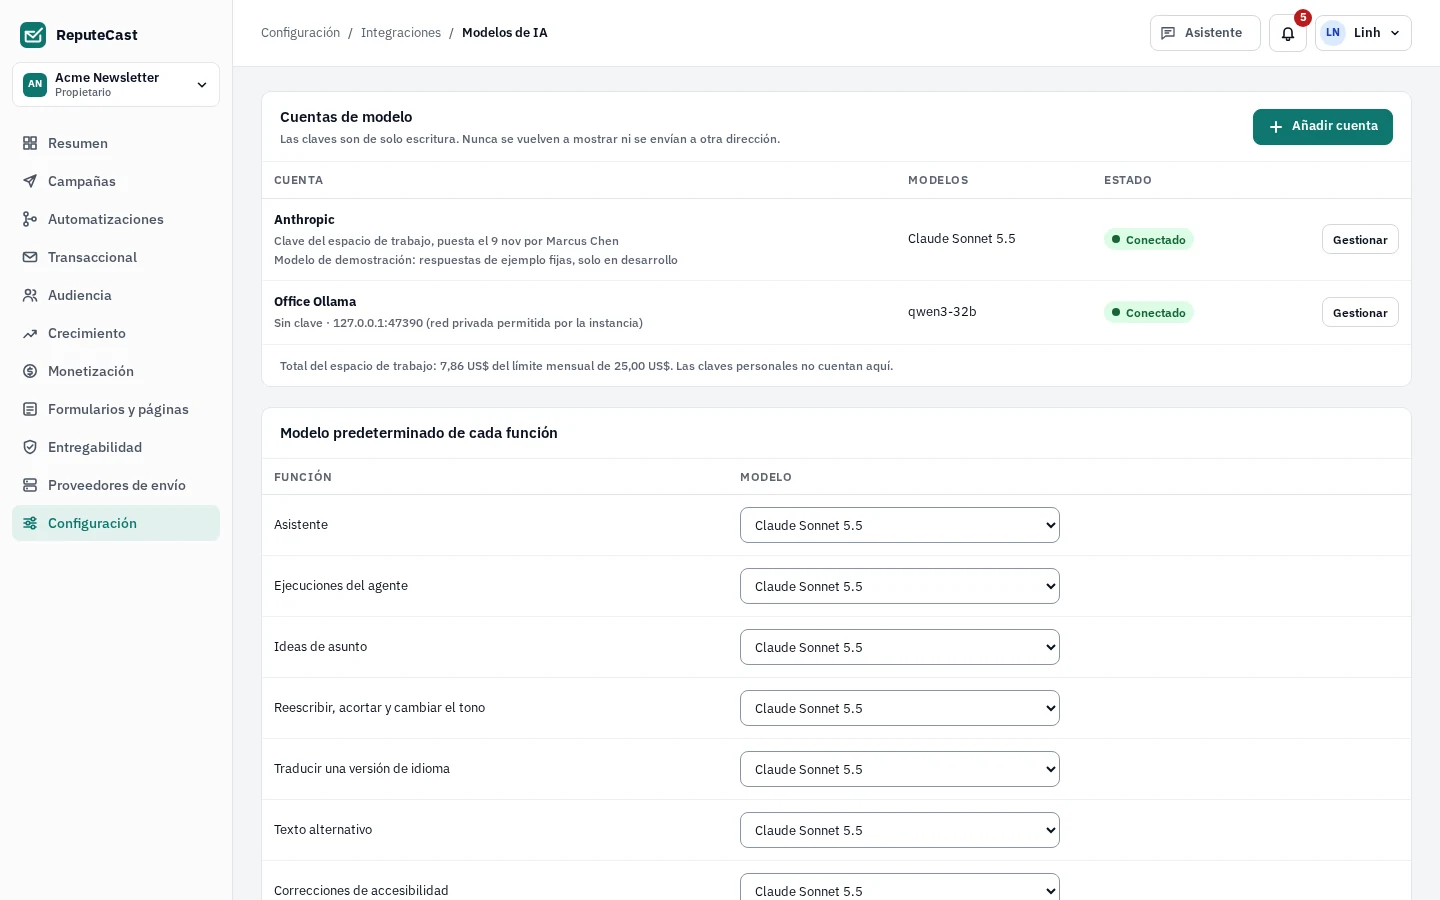 ReputeCast
AN
Acme Newsletter
Propietario
Resumen
Campañas
Automatizaciones
Transaccional
Audiencia
Crecimiento
Monetización
Formularios y páginas
Entregabilidad
Proveedores de envío
Configuración
Configuración / Integraciones / Modelos de IA
Asistente
5
LN Linh
Cuentas de modelo
Las claves son de solo escritura. Nunca se vuelven a mostrar ni se envían a otra dirección.
Añadir cuenta
CUENTA MODELOS ESTADO
Anthropic
Clave del espacio de trabajo, puesta el 9 nov por Marcus Chen
Modelo de demostración: respuestas de ejemplo fijas, solo en desarrollo
Claude Sonnet 5.5
Conectado
Gestionar
Office Ollama
Sin clave · 127.0.0.1:47390 (red privada permitida por la instancia)
qwen3-32b
Conectado
Gestionar
Total del espacio de trabajo: 7,86 US$ del límite mensual de 25,00 US$. Las claves personales no cuentan aquí.
Modelo predeterminado de cada función
FUNCIÓN MODELO
Asistente Claude Sonnet 5.5
Ejecuciones del agente Claude Sonnet 5.5
Ideas de asunto Claude Sonnet 5.5
Reescribir, acortar y cambiar el tono Claude Sonnet 5.5
Traducir una versión de idioma Claude Sonnet 5.5
Texto alternativo Claude Sonnet 5.5
Correcciones de accesibilidad Claude Sonnet 5.5